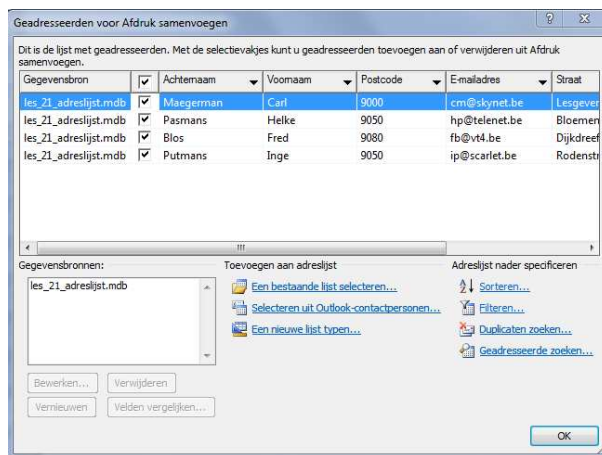 Geadresseerden voor Afdruk samenvoegen
Dit is de lijst met geadresseerden. Met de selectievakjes kunt u geadresseerden toevoegen aan of verwijderen uit Afdruk
samenvoegen.
Gegevensbron Achternaam Voornaam Postcode E-mailadres Straat
les_21_adreslijst.mdb Maegerman Carl 9000 cm@skynet.be Lesgever
les_21_adreslijst.mdb Pasmans Helke 9050 hp@telenet.be Bloemen
les_21_adreslijst.mdb Blos Fred 9080 fb@vt4.be Dijkdreef
les_21_adreslijst.mdb Putmans Inge 9050 ip@scarlet.be Rodenstr
Gegevensbronnen: Toevoegen aan adreslijst Adreslijst nader specificeren
les_21_adreslijst.mdb Een bestaande lijst selecteren... Sorteren...
Selecteren uit Outlook-contactpersonen... Filteren...
Een nieuwe lijst typen... Duplicaten zoeken...
Geadresseerde zoeken...
Bewerken... Verwijderen
Vernieuwen Velden vergelijken...
OK